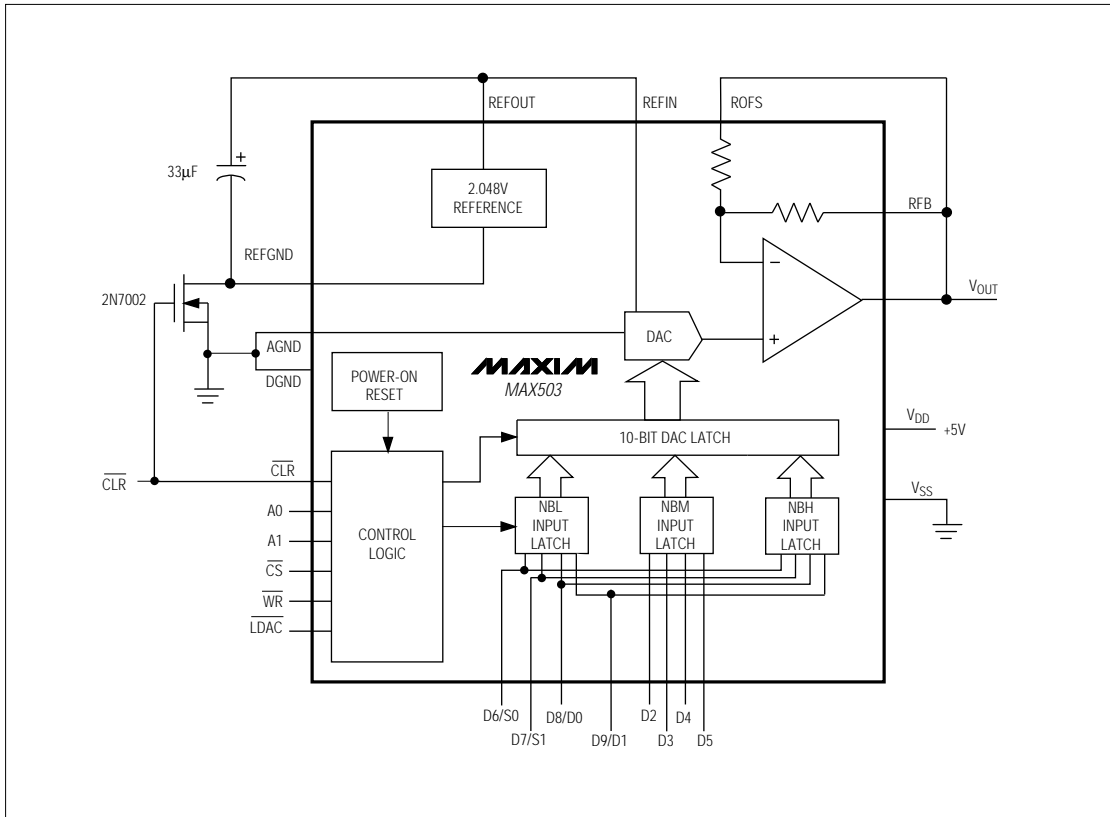 REFOUT
REFIN
ROFS
33µF
+
2.048V
REFERENCE
RFB
REFGND
2N7002
−
+
VOUT
DAC
AGND
DGND
POWER-ON
RESET
MAXIM
MAX503
VDD
+5V
10-BIT DAC LATCH
CLR
CLR
VSS
A0
A1
CS
WR
LDAC
CONTROL
LOGIC
NBL
INPUT
LATCH
NBM
INPUT
LATCH
NBH
INPUT
LATCH
D6/S0
D8/D0
D2
D4
D7/S1
D9/D1
D3
D5